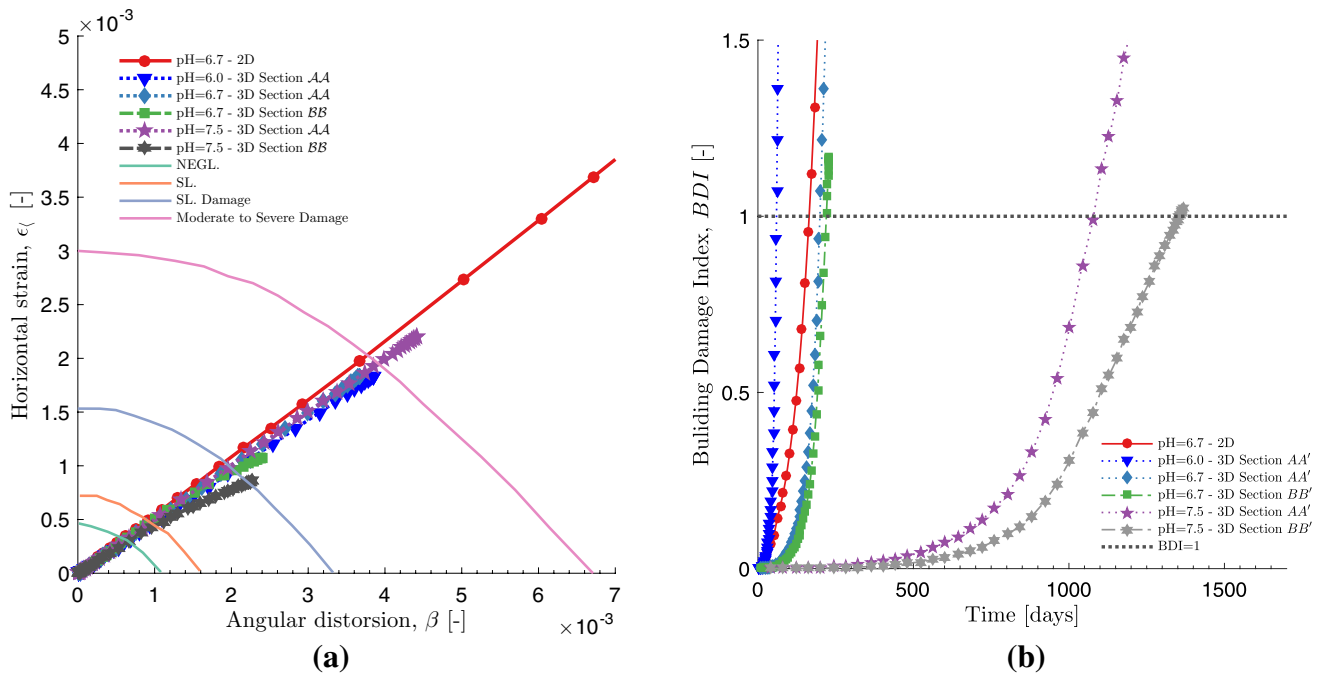 × 10⁻³
5
4.5
4
3.5
3
2.5
2
1.5
1
0.5
0
Horizontal strain, ϵ⟨ [-]
pH=6.7 - 2D
pH=6.0 - 3D Section 𝒜𝒜
pH=6.7 - 3D Section 𝒜𝒜
pH=6.7 - 3D Section ℬℬ
pH=7.5 - 3D Section 𝒜𝒜
pH=7.5 - 3D Section ℬℬ
NEGL.
SL.
SL. Damage
Moderate to Severe Damage
0 1 2 3 4 5 6 7
Angular distorsion, β [-]
× 10⁻³
(a)
1.5
1
0.5
0
Buliding Damage Index, BDI [-]
pH=6.7 - 2D
pH=6.0 - 3D Section AA′
pH=6.7 - 3D Section AA′
pH=6.7 - 3D Section BB′
pH=7.5 - 3D Section AA′
pH=7.5 - 3D Section BB′
BDI=1
0 500 1000 1500
Time [days]
(b)